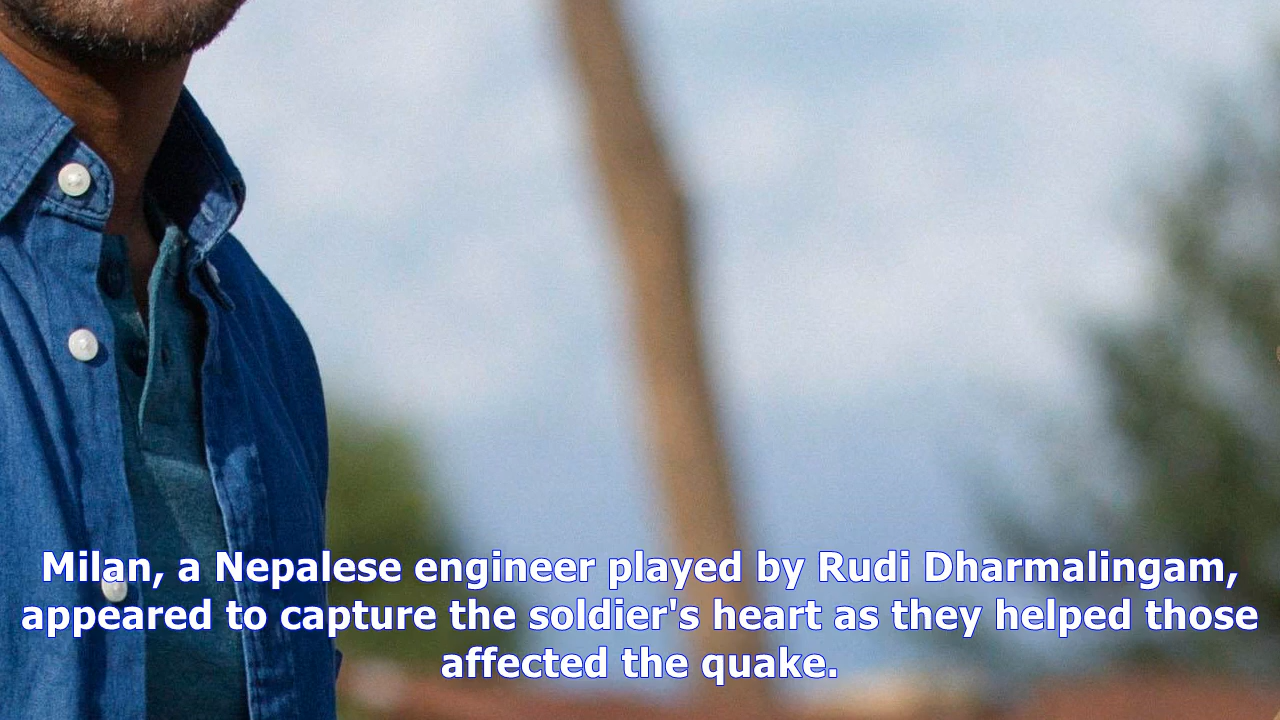 Milan, a Nepalese engineer played by Rudi Dharmalingam,
appeared to capture the soldier's heart as they helped those
affected the quake.